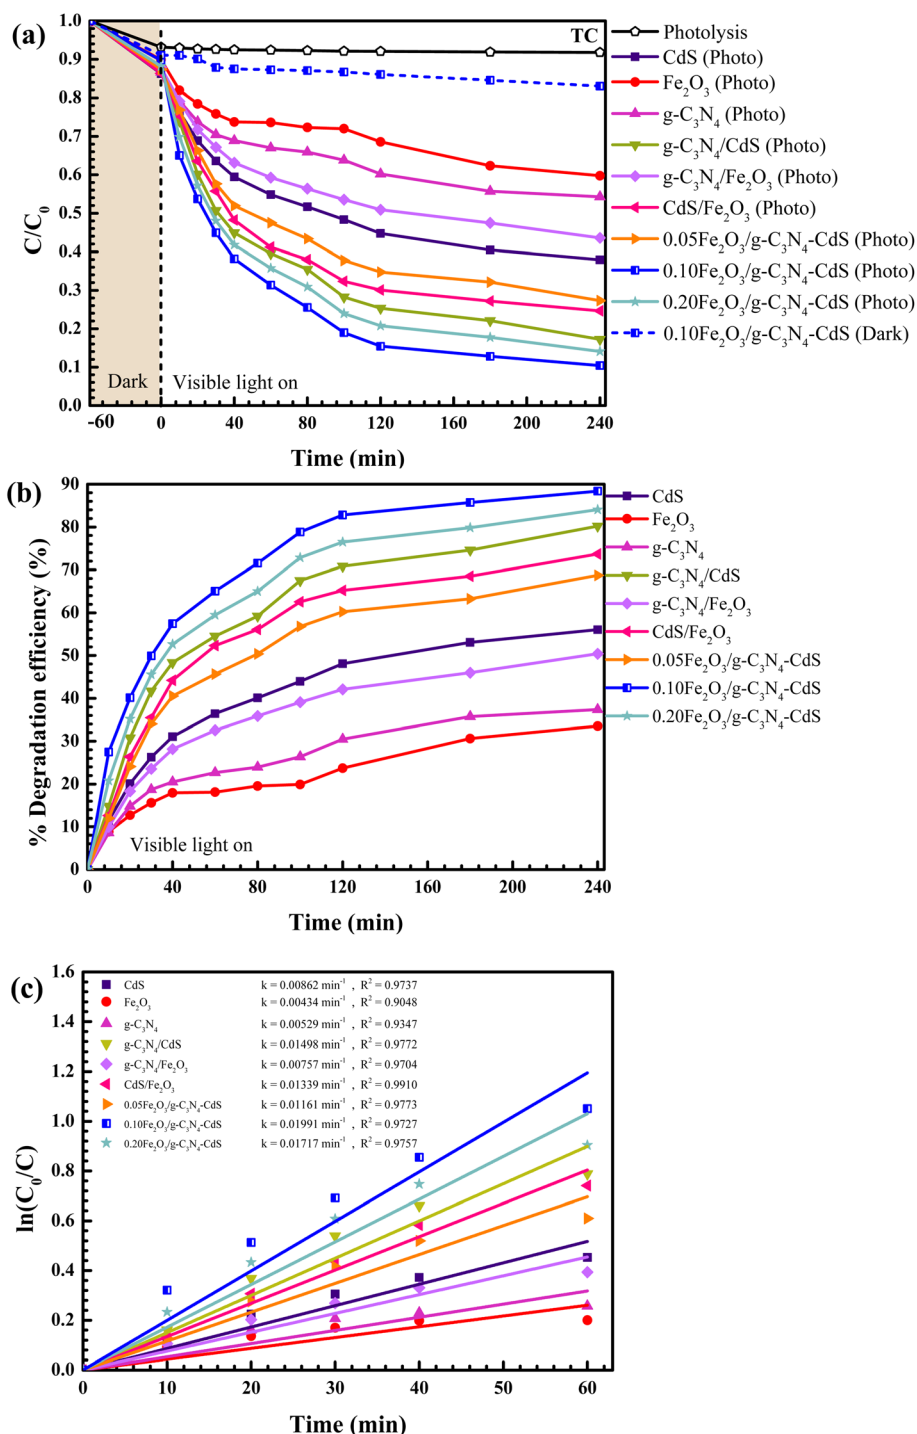 (a)
TC
1.0
0.9
0.8
0.7
0.6
0.5
0.4
0.3
0.2
0.1
0.0
C/C₀
Dark
Visible light on
-60 0 40 80 120 160 200 240
Time (min)
Photolysis
CdS (Photo)
Fe₂O₃ (Photo)
g-C₃N₄ (Photo)
g-C₃N₄/CdS (Photo)
g-C₃N₄/Fe₂O₃ (Photo)
CdS/Fe₂O₃ (Photo)
0.05Fe₂O₃/g-C₃N₄-CdS (Photo)
0.10Fe₂O₃/g-C₃N₄-CdS (Photo)
0.20Fe₂O₃/g-C₃N₄-CdS (Photo)
0.10Fe₂O₃/g-C₃N₄-CdS (Dark)
(b)
90
80
70
60
50
40
30
20
10
0
% Degradation efficiency (%)
Visible light on
0 40 80 120 160 200 240
Time (min)
CdS
Fe₂O₃
g-C₃N₄
g-C₃N₄/CdS
g-C₃N₄/Fe₂O₃
CdS/Fe₂O₃
0.05Fe₂O₃/g-C₃N₄-CdS
0.10Fe₂O₃/g-C₃N₄-CdS
0.20Fe₂O₃/g-C₃N₄-CdS
(c)
1.6
1.4
1.2
1.0
0.8
0.6
0.4
0.2
0.0
ln(C₀/C)
CdS k = 0.00862 min⁻¹ , R² = 0.9737
Fe₂O₃ k = 0.00434 min⁻¹ , R² = 0.9048
g-C₃N₄ k = 0.00529 min⁻¹ , R² = 0.9347
g-C₃N₄/CdS k = 0.01498 min⁻¹ , R² = 0.9772
g-C₃N₄/Fe₂O₃ k = 0.00757 min⁻¹ , R² = 0.9704
CdS/Fe₂O₃ k = 0.01339 min⁻¹ , R² = 0.9910
0.05Fe₂O₃/g-C₃N₄-CdS k = 0.01161 min⁻¹ , R² = 0.9773
0.10Fe₂O₃/g-C₃N₄-CdS k = 0.01991 min⁻¹ , R² = 0.9727
0.20Fe₂O₃/g-C₃N₄-CdS k = 0.01717 min⁻¹ , R² = 0.9757
0 10 20 30 40 50 60
Time (min)